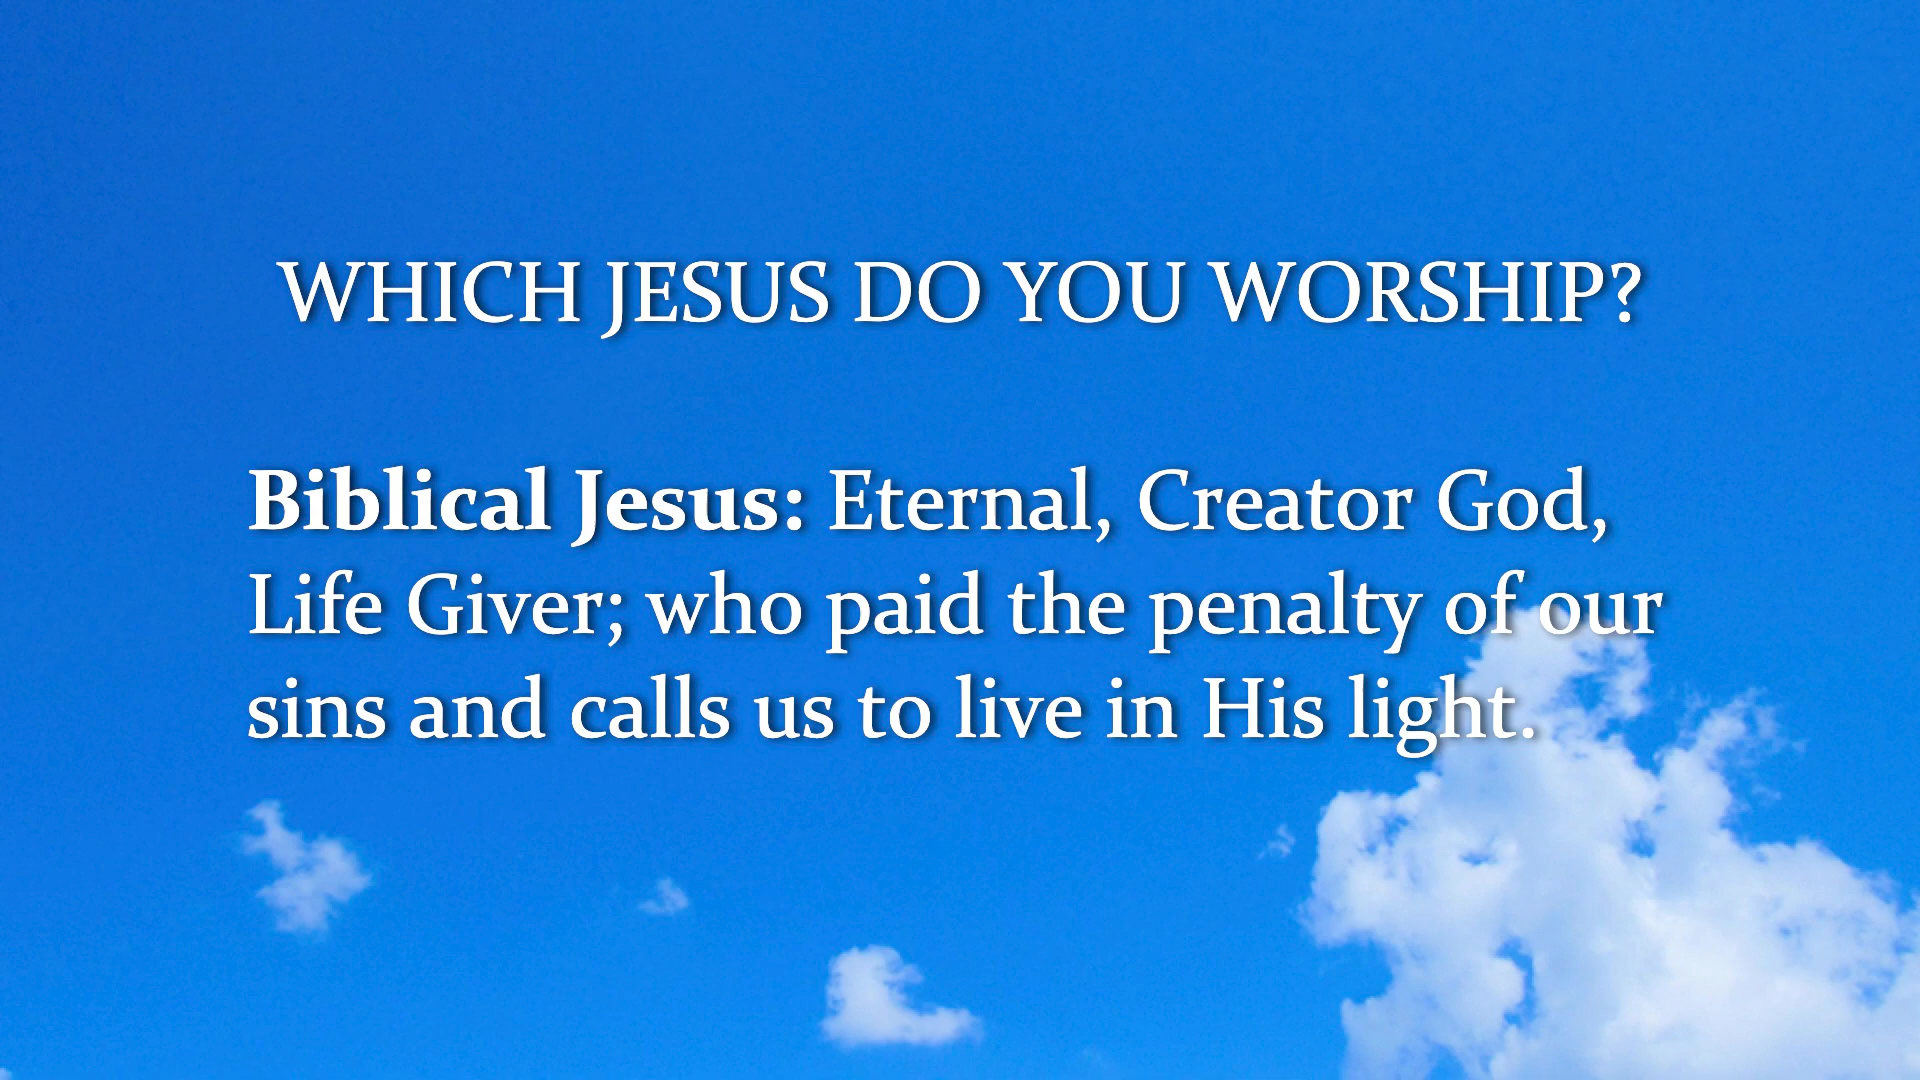 WHICH JESUS DO YOU WORSHIP?
Biblical Jesus: Eternal, Creator God,
Life Giver; who paid the penalty of our
sins and calls us to live in His light.